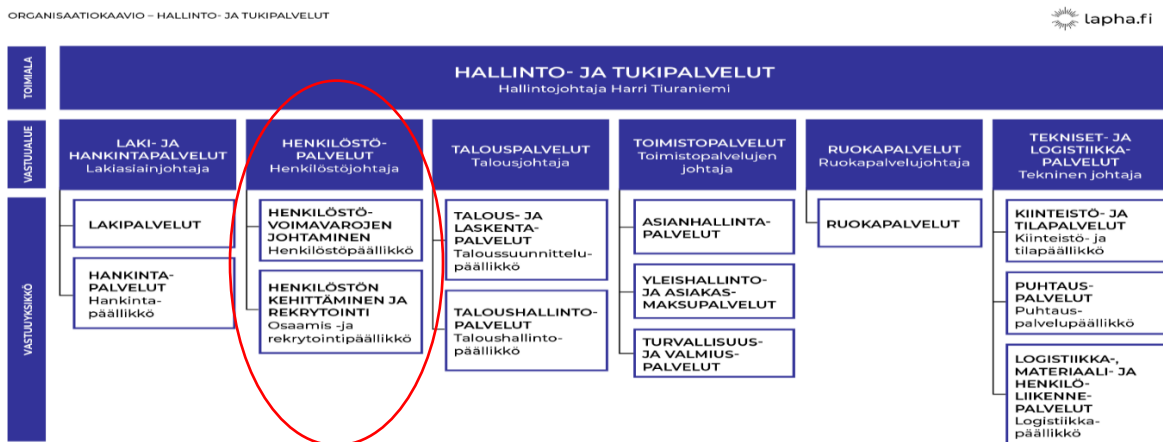 ORGANISAATIOKAAVIO – HALLINTO- JA TUKIPALVELUT
lapha.fi
TOIMIALA
HALLINTO- JA TUKIPALVELUT
Hallintojohtaja Harri Tiuraniemi
VASTUUALUE
LAKI- JA
HANKINTAPALVELUT
Lakiasiainjohtaja
HENKILÖSTÖ-
PALVELUT
Henkilöstöjohtaja
TALOUSPALVELUT
Talousjohtaja
TOIMISTOPALVELUT
Toimistopalvelujen
johtaja
RUOKAPALVELUT
Ruokapalvelujohtaja
TEKNISET- JA
LOGISTIIKKA-
PALVELUT
Tekninen johtaja
VASTUUYKSIKKÖ
LAKIPALVELUT
HANKINTA-
PALVELUT
Hankinta-
päällikkö
HENKILÖSTÖ-
VOIMAVAROJEN
JOHTAMINEN
Henkilöstöpäällikkö
HENKILÖSTÖN
KEHITTÄMINEN JA
REKRYTOINTI
Osaamis -ja
rekrytointipäällikkö
TALOUS- JA
LASKENTA-
PALVELUT
Taloussuunnittelu-
päällikkö
TALOUSHALLINTO-
PALVELUT
Taloushallinto-
päällikkö
ASIANHALLINTA-
PALVELUT
YLEISHALLINTO-
JA ASIAKAS-
MAKSUPALVELUT
TURVALLISUUS-
JA VALMIUS-
PALVELUT
RUOKAPALVELUT
KIINTEISTÖ- JA
TILAPALVELUT
Kiinteistö- ja
tilapäällikkö
PUHTAUS-
PALVELUT
Puhtaus-
palvelupäällikkö
LOGISTIIKKA-,
MATERIAALI- JA
HENKILÖ-
LIIKENNE-
PALVELUT
Logistiikka-
päällikkö